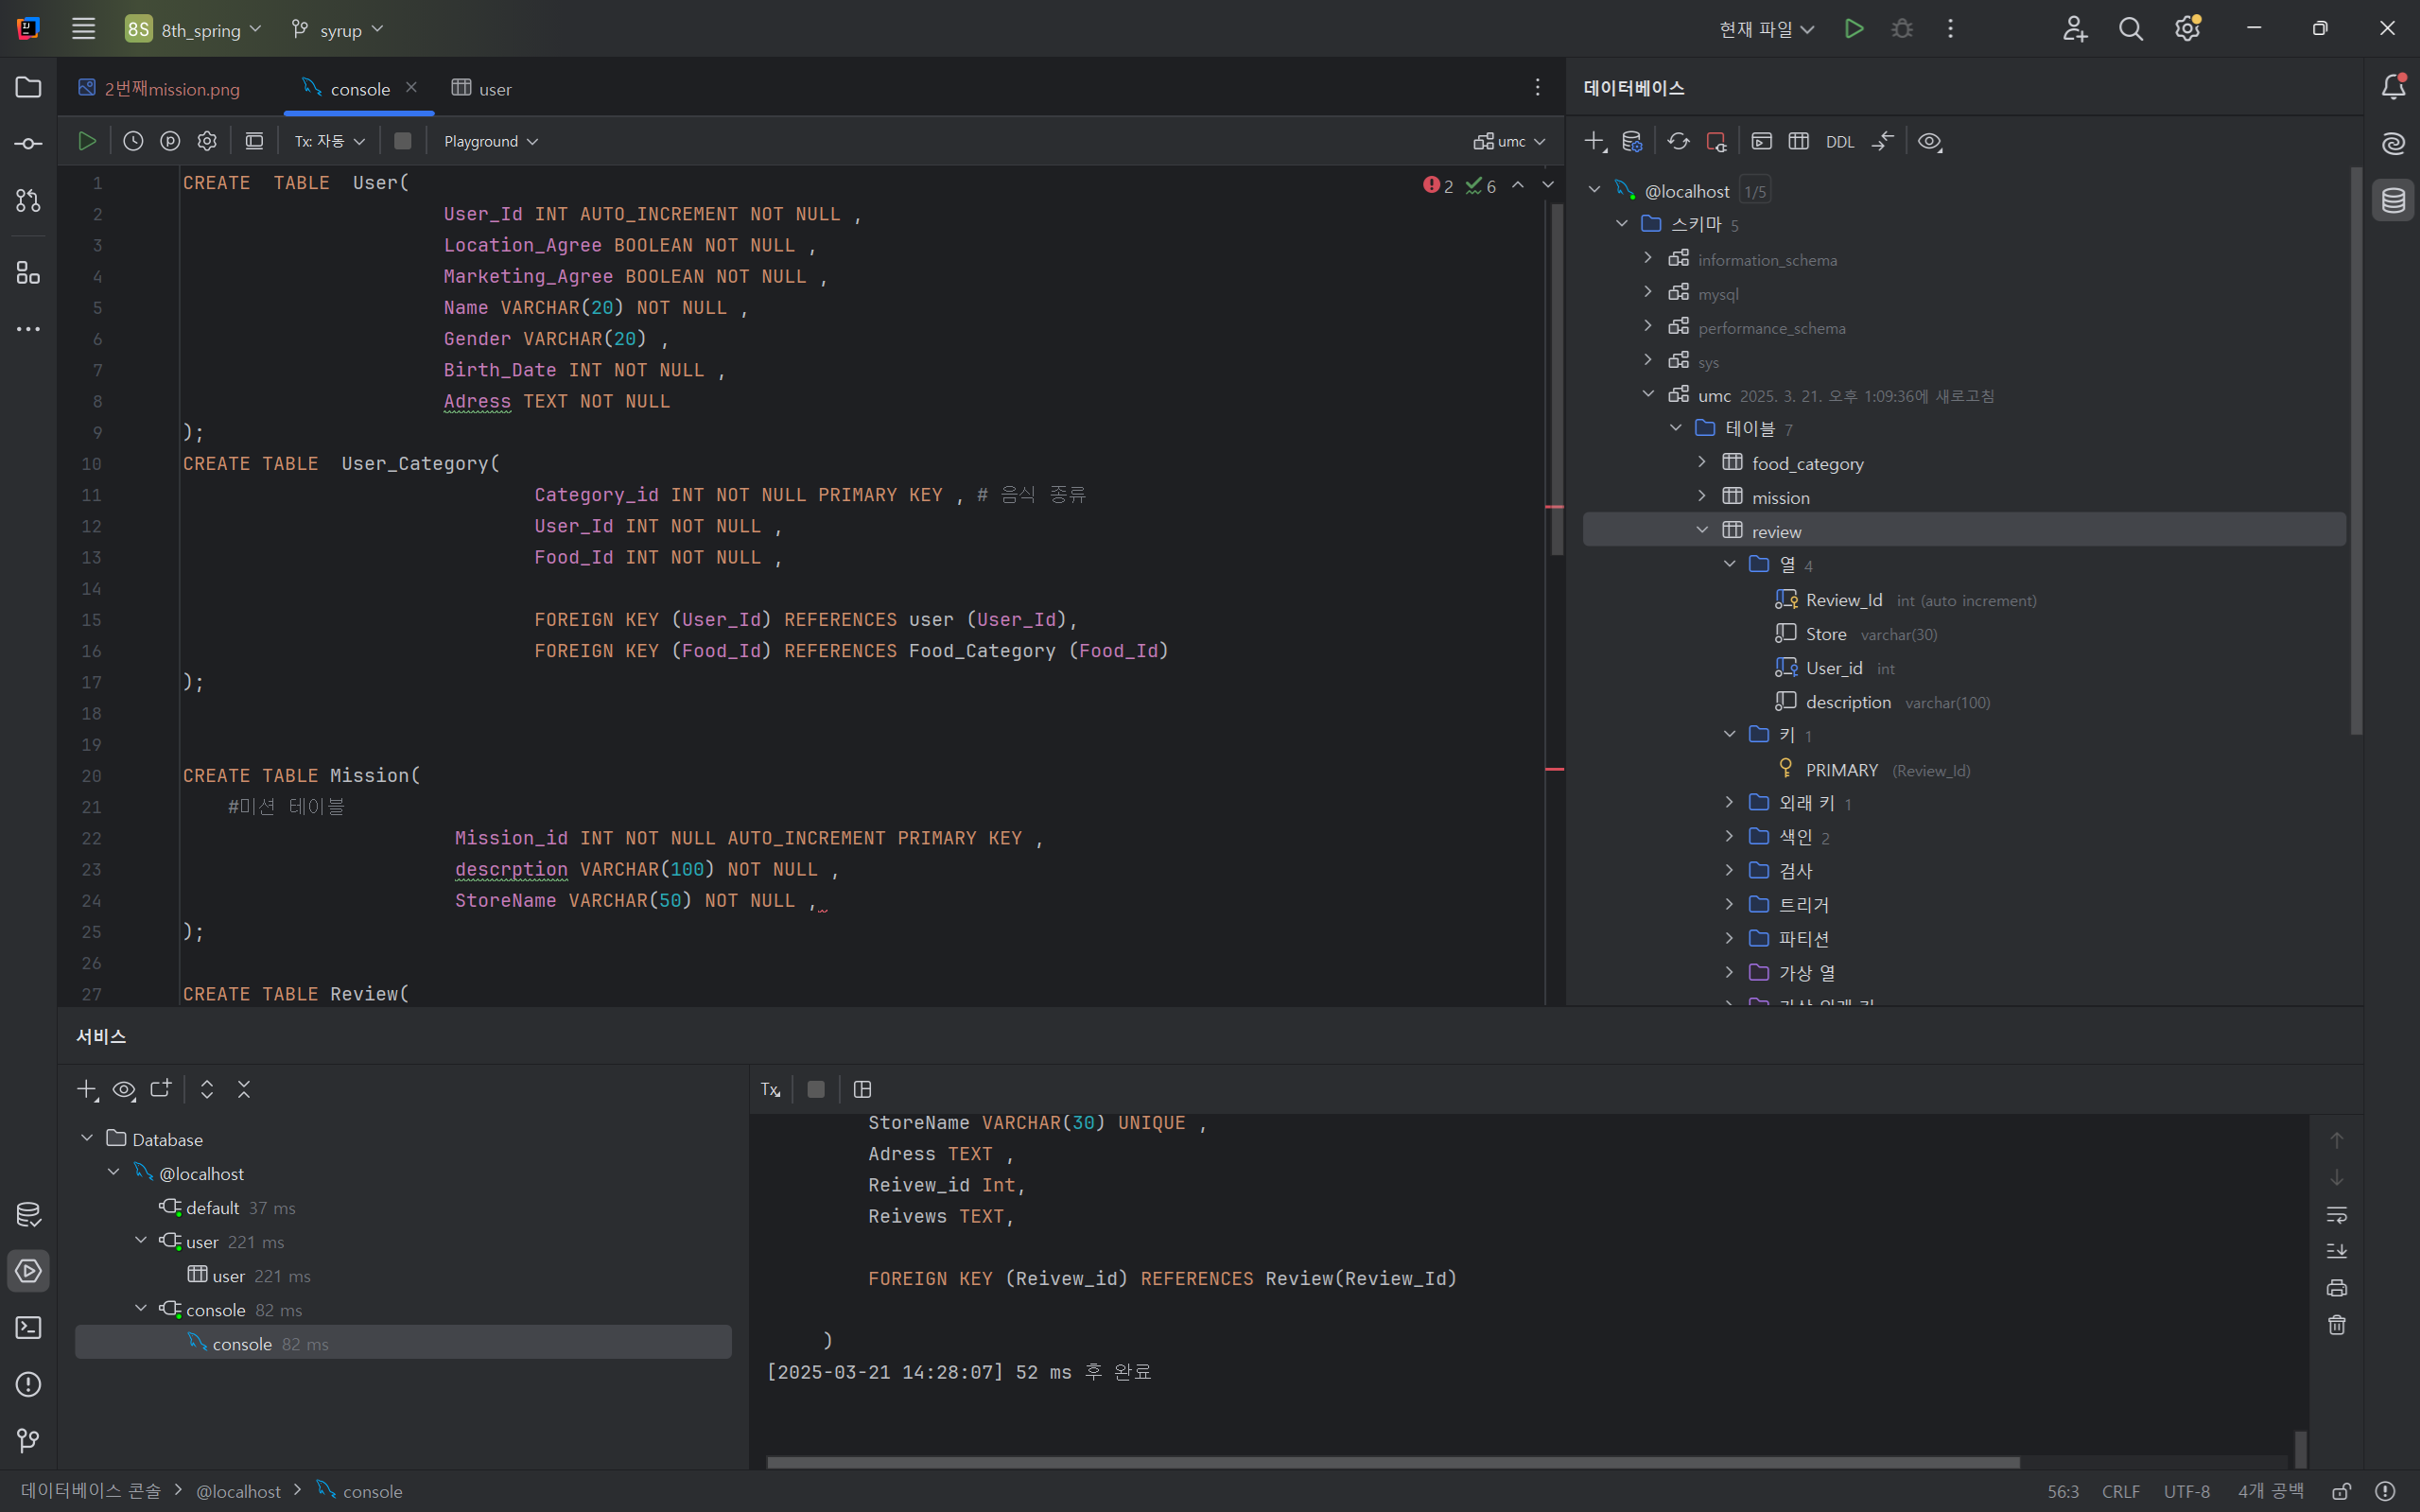 8S 8th_spring syrup 현재 파일
2번째mission.png console user
Tx: 자동 Playground umc
1 CREATE  TABLE  User(
2 User_Id INT AUTO_INCREMENT NOT NULL ,
3 Location_Agree BOOLEAN NOT NULL ,
4 Marketing_Agree BOOLEAN NOT NULL ,
5 Name VARCHAR(20) NOT NULL ,
6 Gender VARCHAR(20) ,
7 Birth_Date INT NOT NULL ,
8 Adress TEXT NOT NULL
9 );
10 CREATE TABLE  User_Category(
11 Category_id INT NOT NULL PRIMARY KEY , # 음식 종류
12 User_Id INT NOT NULL ,
13 Food_Id INT NOT NULL ,
14
15 FOREIGN KEY (User_Id) REFERENCES user (User_Id),
16 FOREIGN KEY (Food_Id) REFERENCES Food_Category (Food_Id)
17 );
18
19
20 CREATE TABLE Mission(
21 #미션 테이블
22 Mission_id INT NOT NULL AUTO_INCREMENT PRIMARY KEY ,
23 descrption VARCHAR(100) NOT NULL ,
24 StoreName VARCHAR(50) NOT NULL ,
25 );
26
27 CREATE TABLE Review(
2 6
데이터베이스
DDL
@localhost 1/5
스키마 5
information_schema
mysql
performance_schema
sys
umc 2025. 3. 21. 오후 1:09:36에 새로고침
테이블 7
food_category
mission
review
열 4
Review_Id int (auto increment)
Store varchar(30)
User_id int
description varchar(100)
키 1
PRIMARY (Review_Id)
외래 키 1
색인 2
검사
트리거
파티션
가상 열
가상 외래 키
서비스
Database
@localhost
default 37 ms
user 221 ms
user 221 ms
console 82 ms
console 82 ms
Tx
StoreName VARCHAR(30) UNIQUE ,
Adress TEXT ,
Reivew_id Int,
Reivews TEXT,
FOREIGN KEY (Reivew_id) REFERENCES Review(Review_Id)
)
[2025-03-21 14:28:07] 52 ms 후 완료
데이터베이스 콘솔 > @localhost > console 56:3 CRLF UTF-8 4개 공백